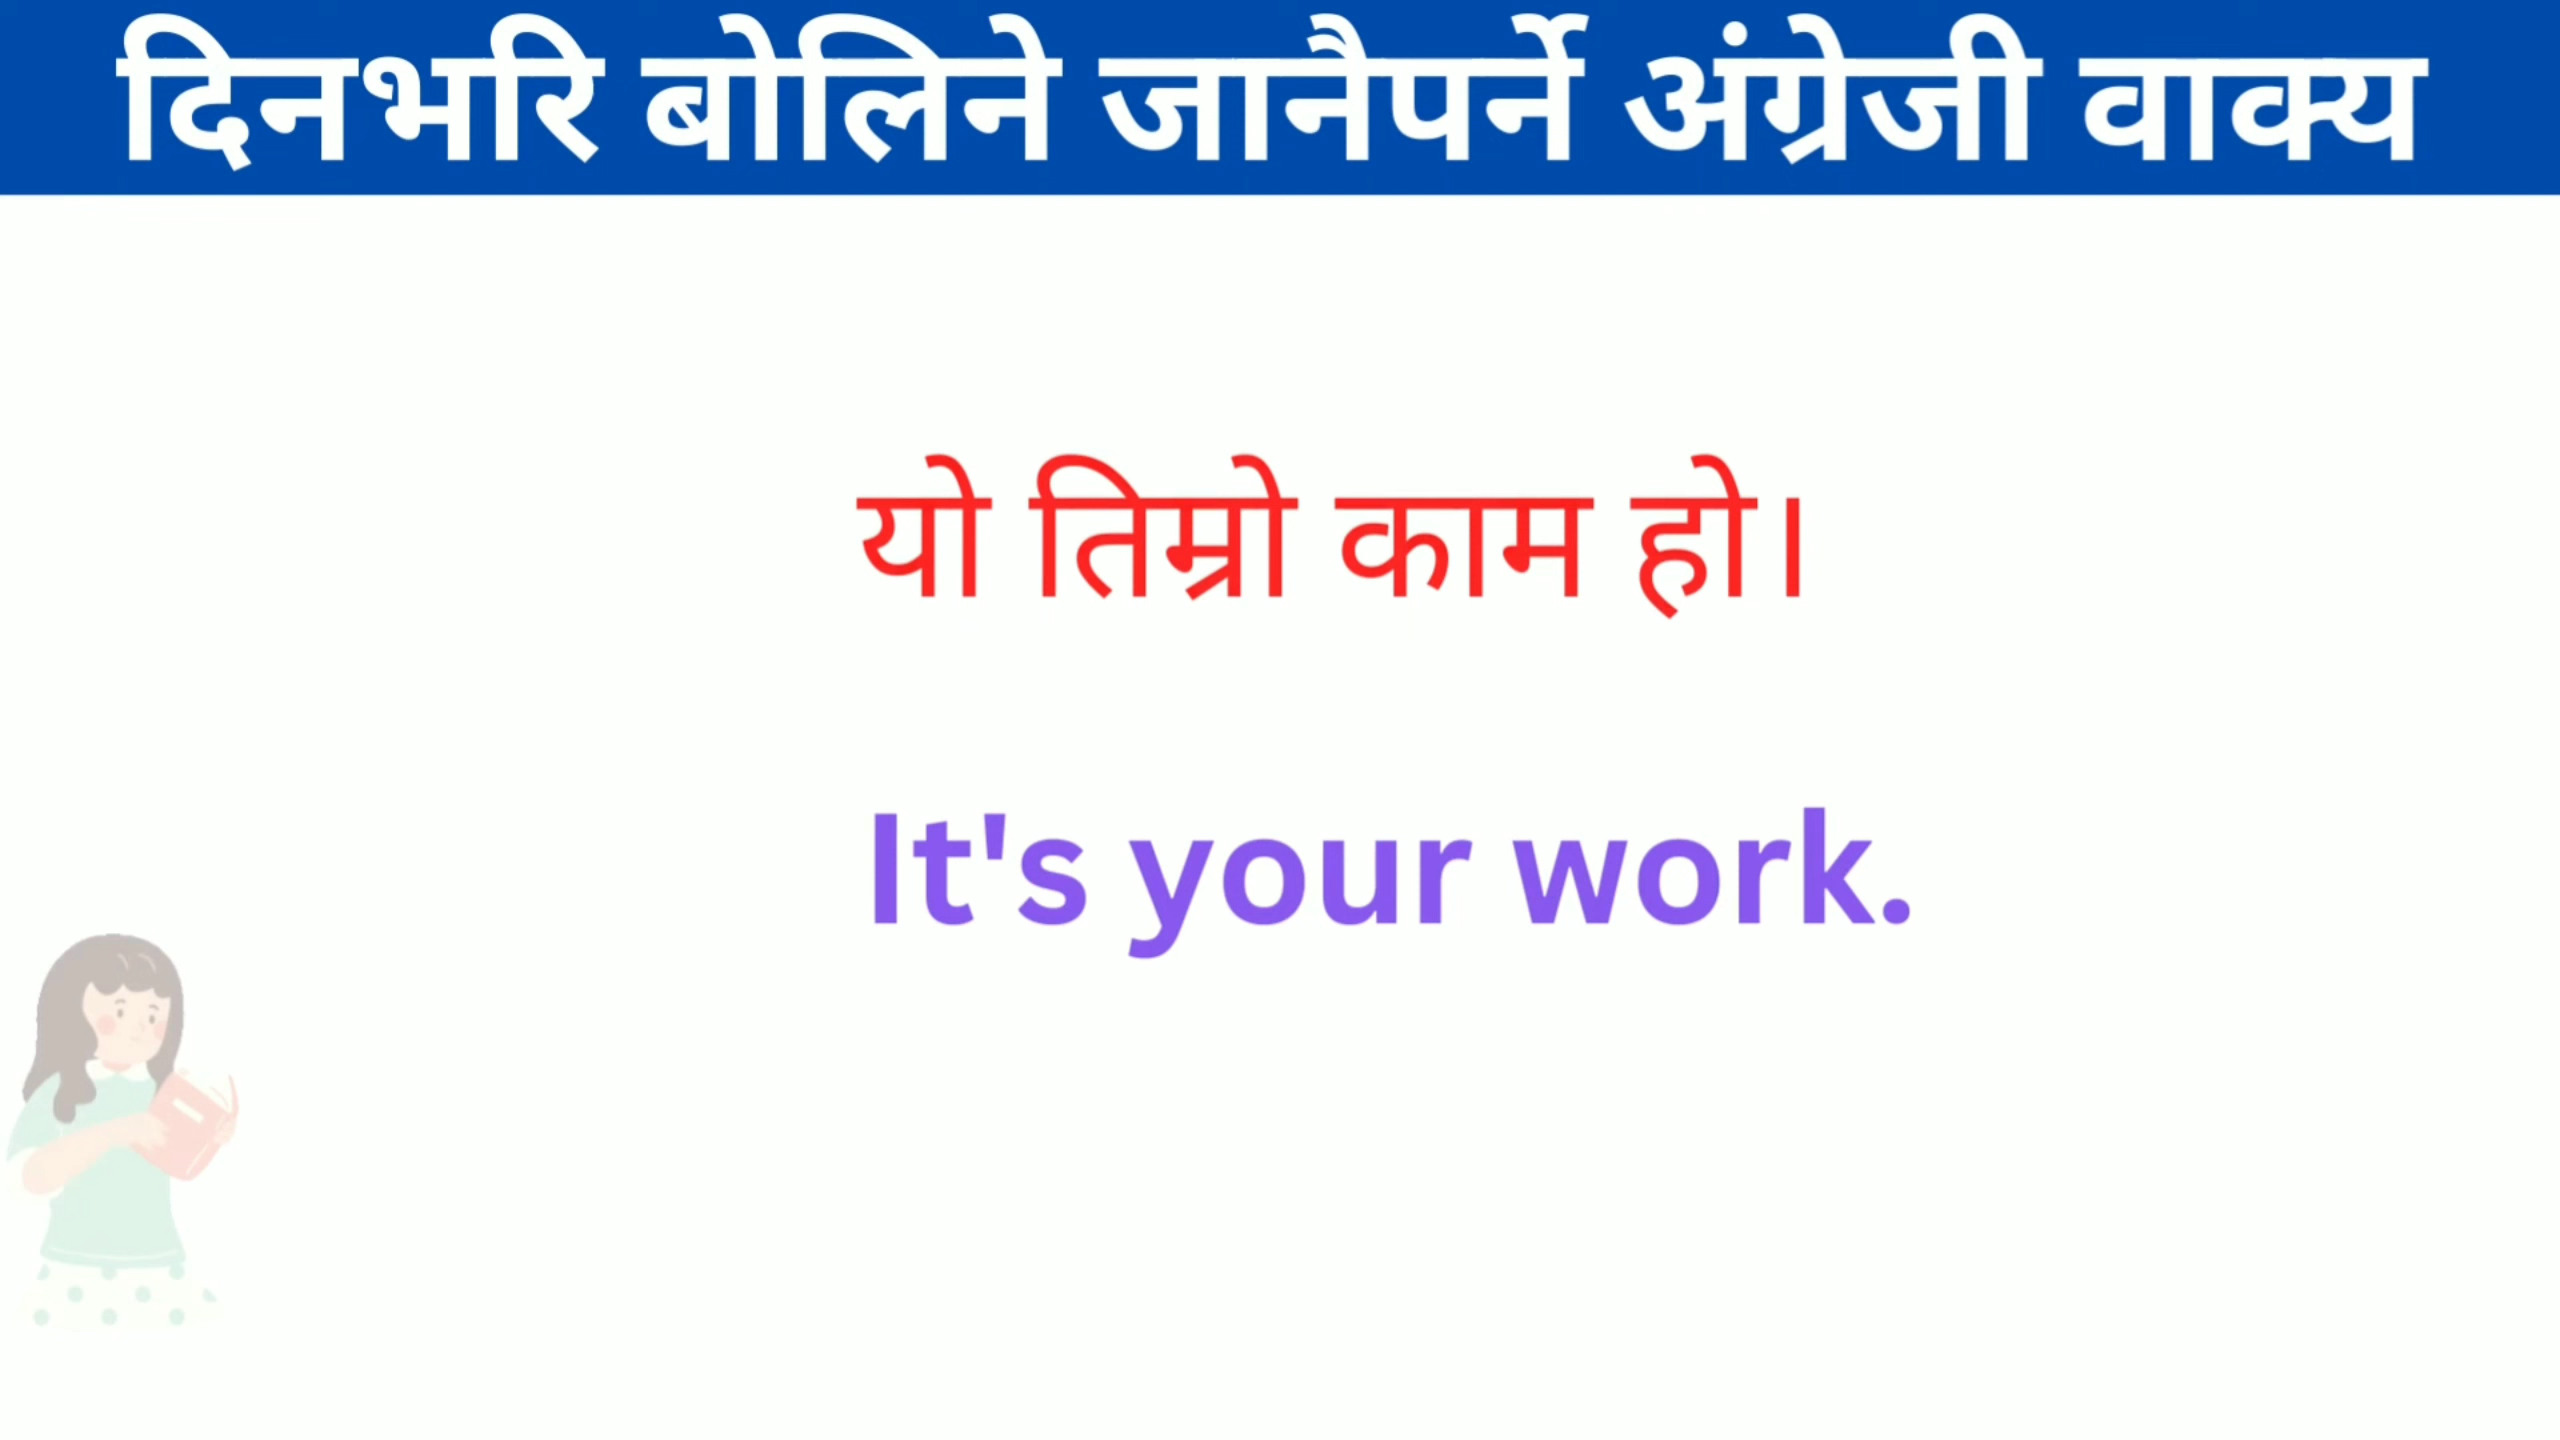 दिनभरि बोलिने जानैपर्ने अंग्रेजी वाक्य
यो तिम्रो काम हो।
It's your work.